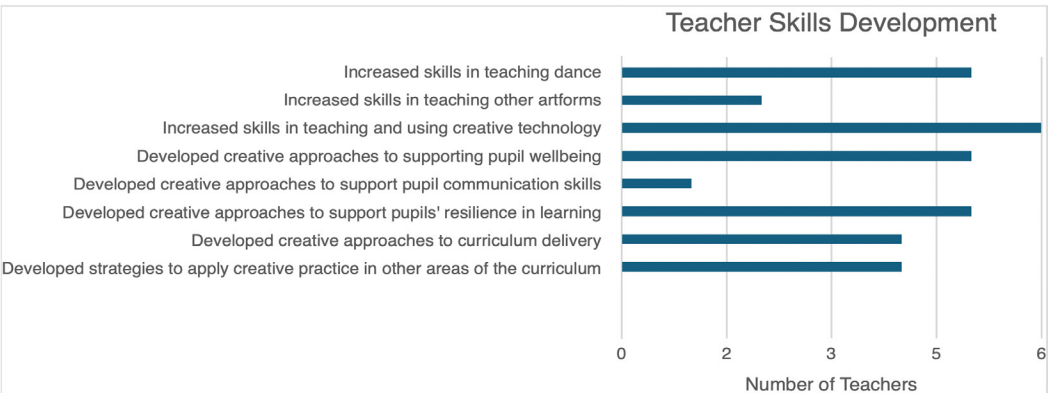 Teacher Skills Development
Increased skills in teaching dance
Increased skills in teaching other artforms
Increased skills in teaching and using creative technology
Developed creative approaches to supporting pupil wellbeing
Developed creative approaches to support pupil communication skills
Developed creative approaches to support pupils' resilience in learning
Developed creative approaches to curriculum delivery
Developed strategies to apply creative practice in other areas of the curriculum
0 2 3 5 6
Number of Teachers